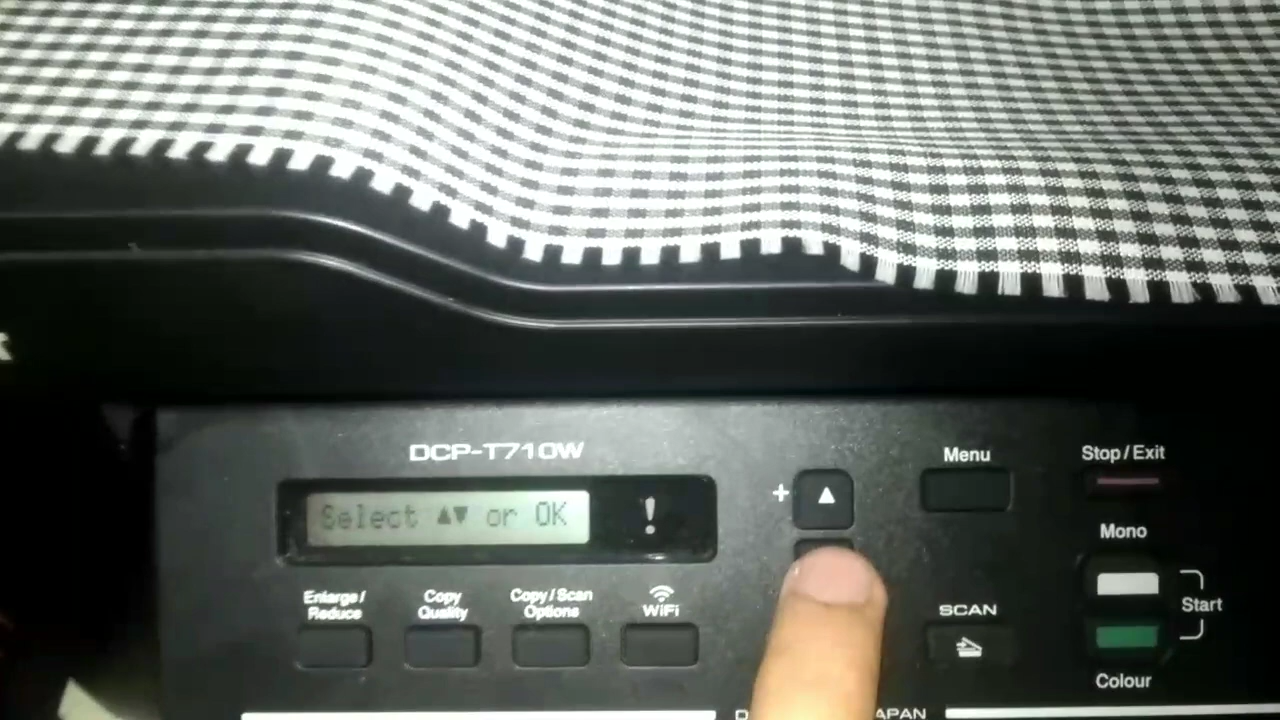 DCP-T710W
Select ▲▼ or OK
!
+
▲
Menu
Stop/Exit
Mono
Enlarge/
Reduce
Copy
Quality
Copy/Scan
Options
WiFi
SCAN
Start
Colour